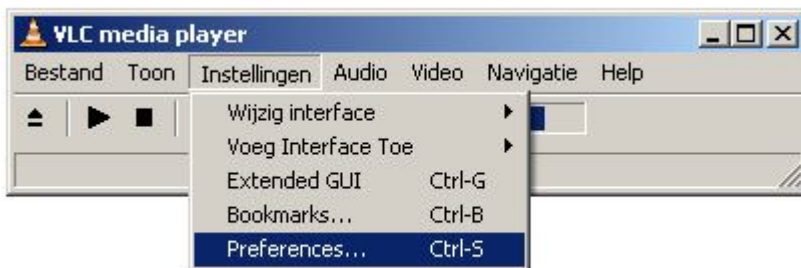 VLC media player
Bestand Toon Instellingen Audio Video Navigatie Help
Wijzig interface
Voeg Interface Toe
Extended GUI Ctrl-G
Bookmarks... Ctrl-B
Preferences... Ctrl-S